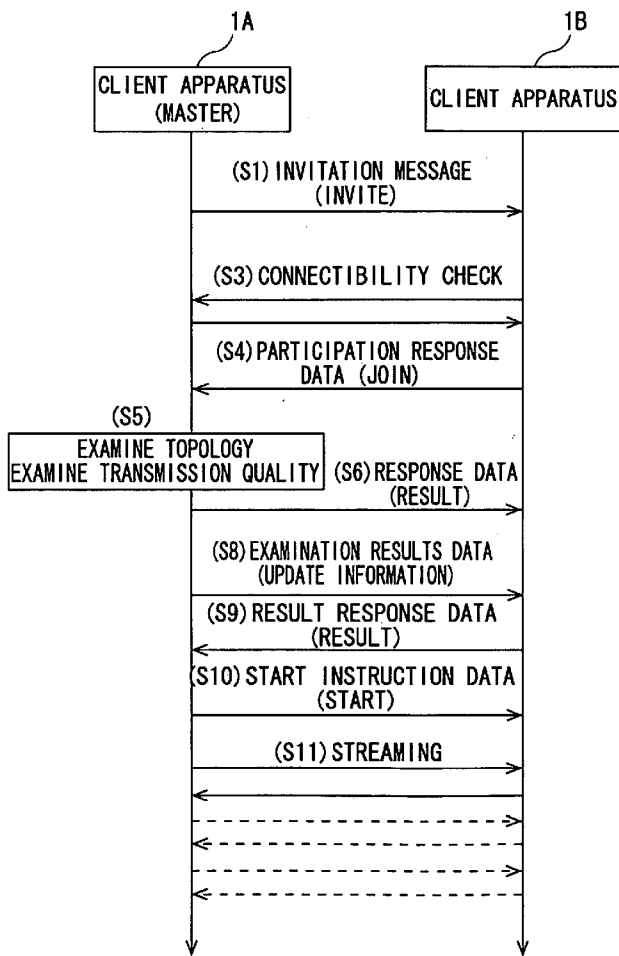 1A
1B
CLIENT APPARATUS
(MASTER)
CLIENT APPARATUS
(S1) INVITATION MESSAGE
(INVITE)
(S3) CONNECTIBILITY CHECK
(S4) PARTICIPATION RESPONSE
DATA (JOIN)
(S5)
EXAMINE TOPOLOGY
EXAMINE TRANSMISSION QUALITY
(S6) RESPONSE DATA
(RESULT)
(S8) EXAMINATION RESULTS DATA
(UPDATE INFORMATION)
(S9) RESULT RESPONSE DATA
(RESULT)
(S10) START INSTRUCTION DATA
(START)
(S11) STREAMING